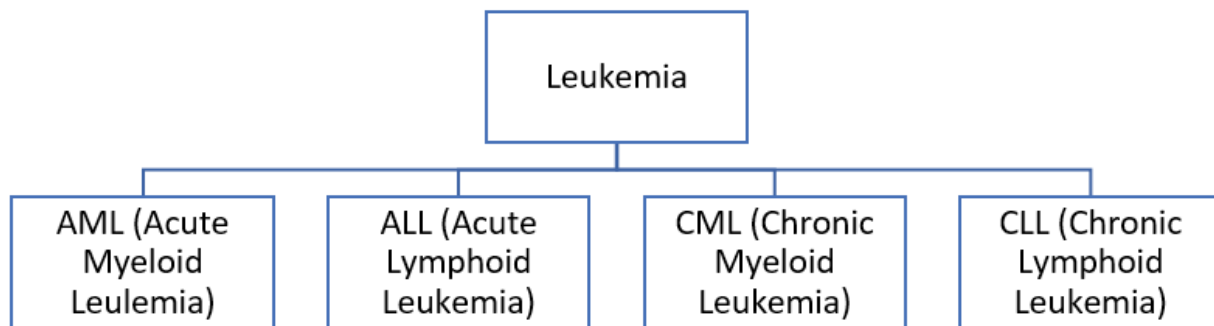 Leukemia
AML (Acute
Myeloid
Leulemia)
ALL (Acute
Lymphoid
Leukemia)
CML (Chronic
Myeloid
Leukemia)
CLL (Chronic
Lymphoid
Leukemia)